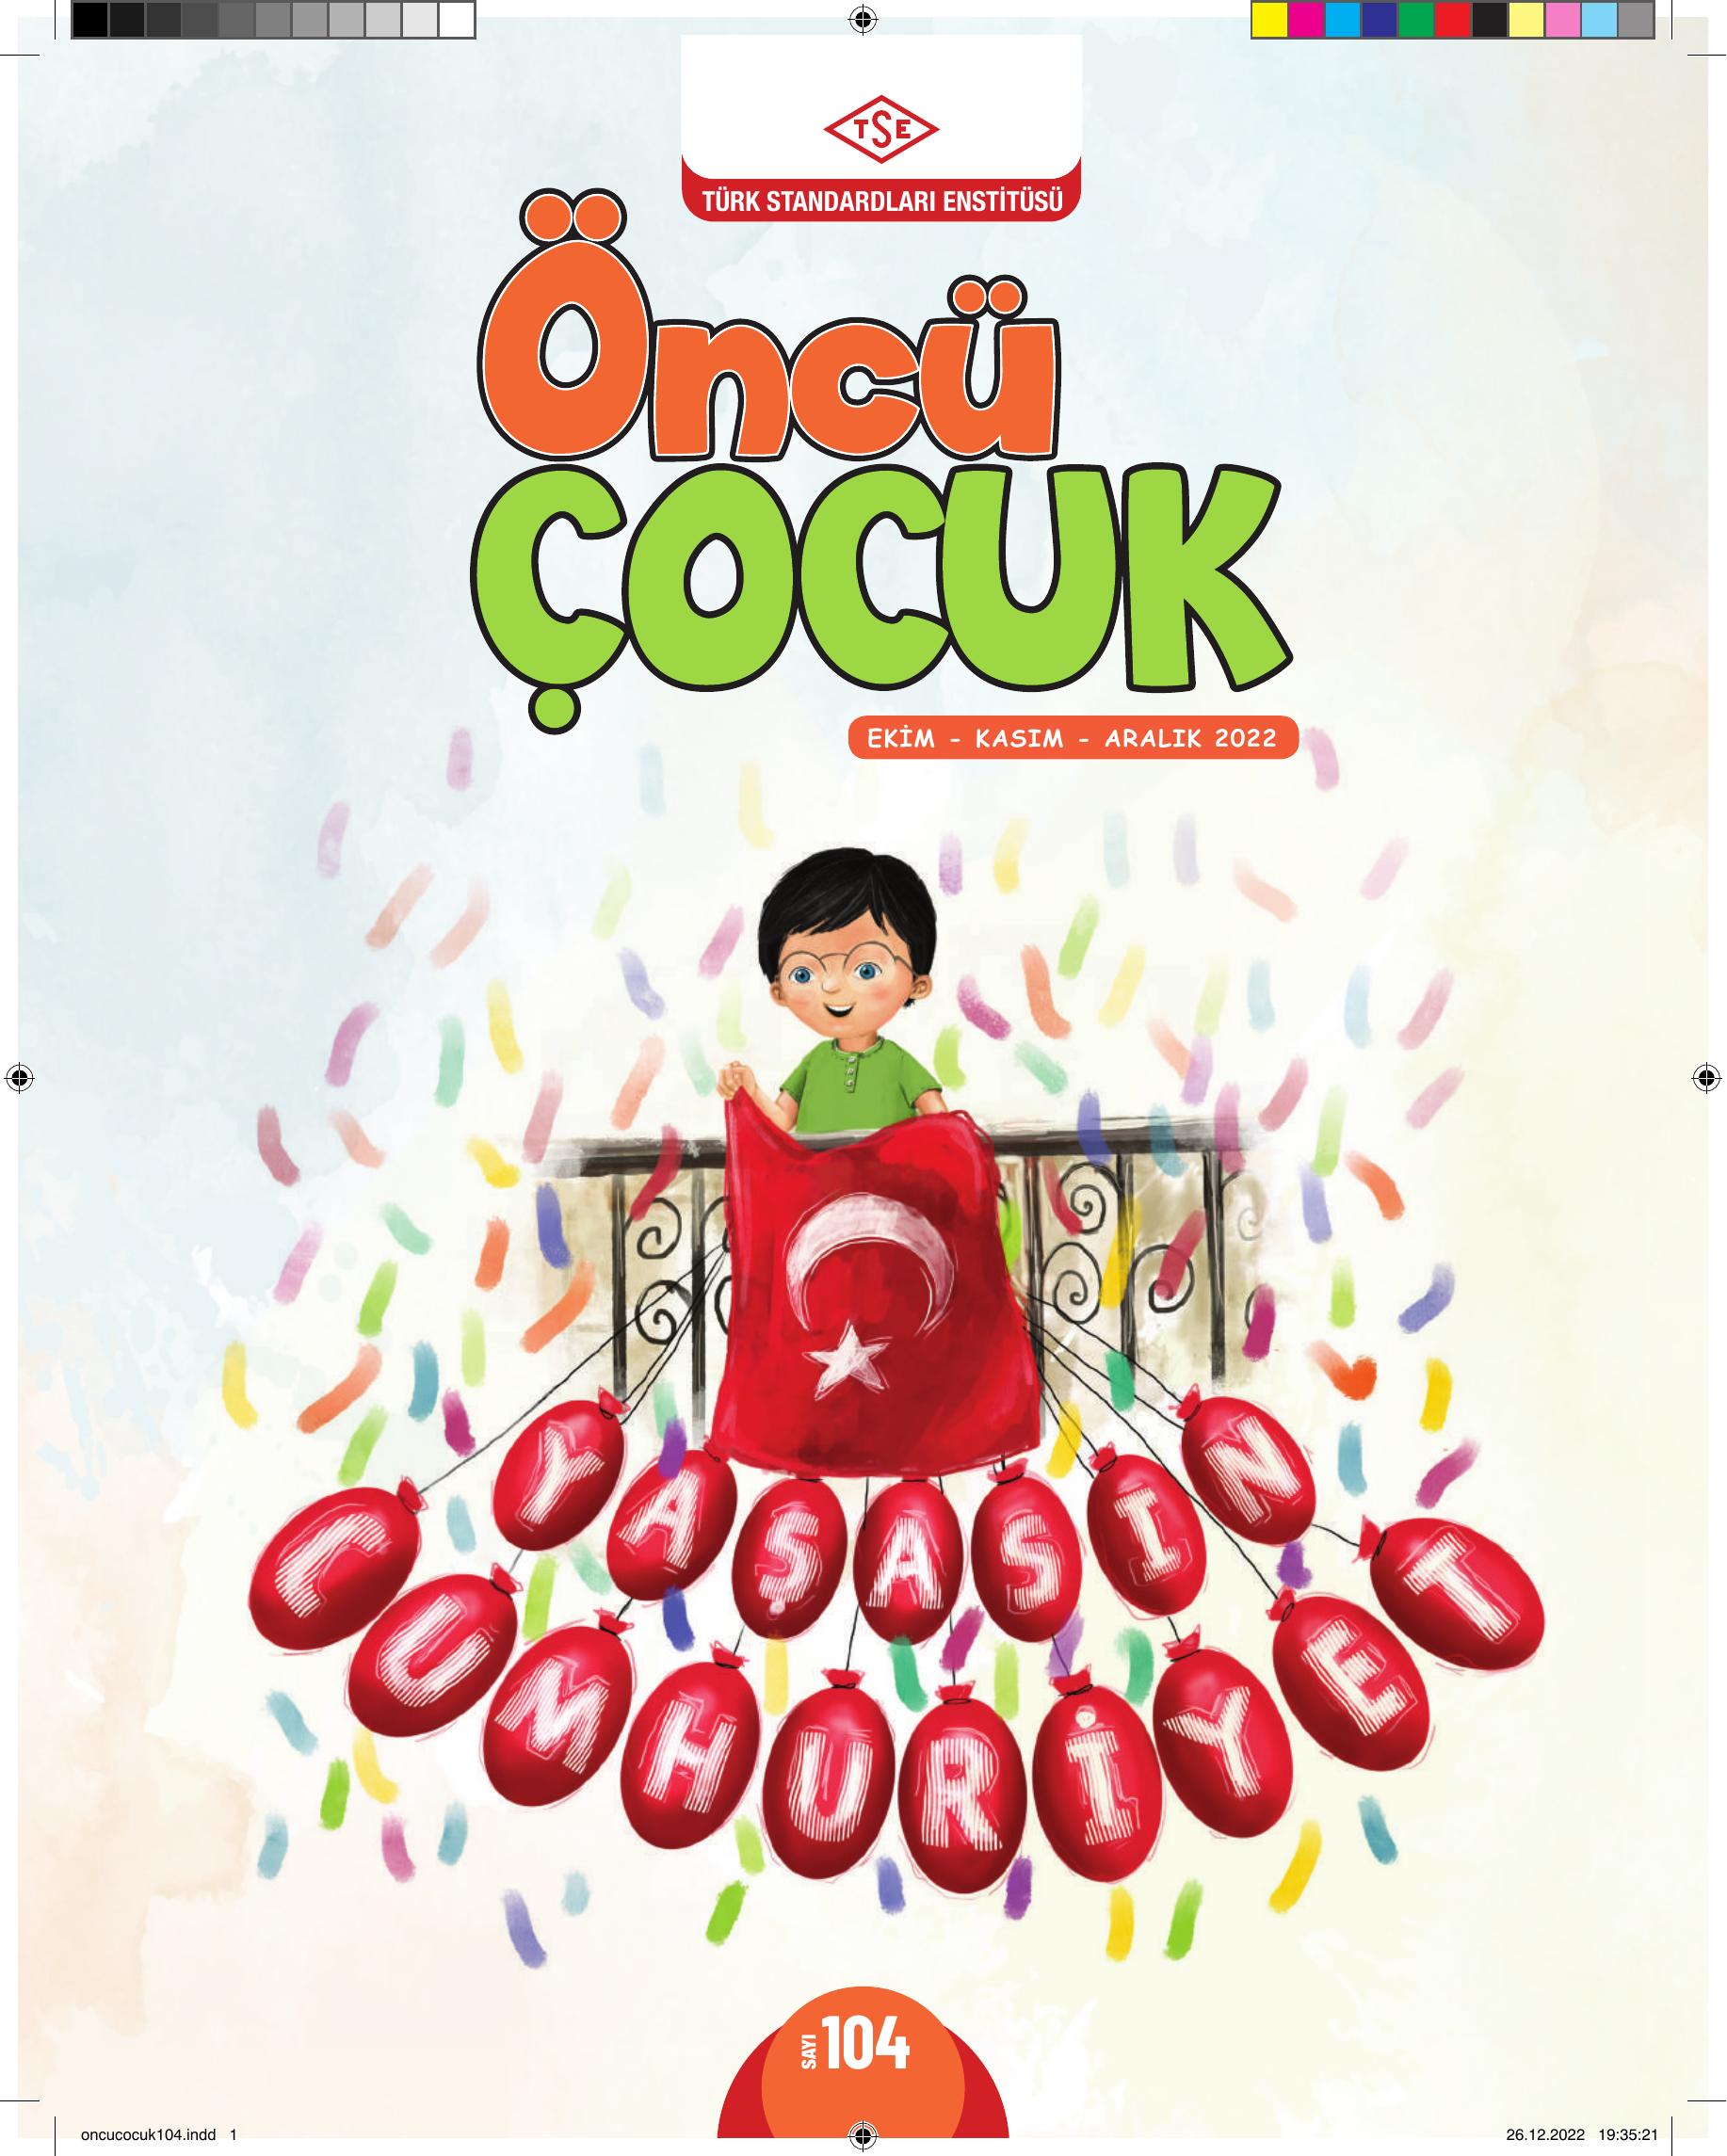 TSE
TÜRK STANDARDLARI ENSTİTÜSÜ
Öncü
ÇOCUK
EKİM - KASIM - ARALIK 2022
YAŞASIN
CUMHURİYET
SAYI 104
oncucocuk104.indd 1
26.12.2022 19:35:21